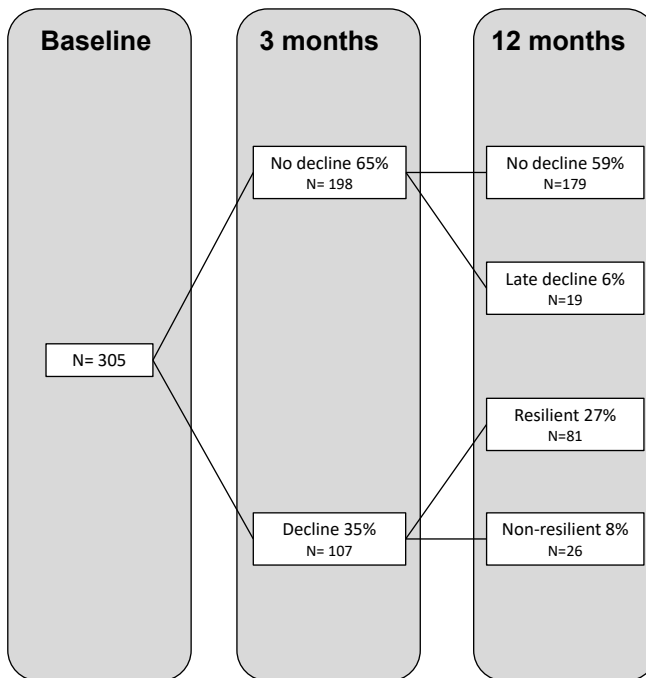 Baseline
3 months
12 months
No decline 65%
N= 198
No decline 59%
N=179
Late decline 6%
N=19
N= 305
Resilient 27%
N=81
Decline 35%
N= 107
Non-resilient 8%
N=26